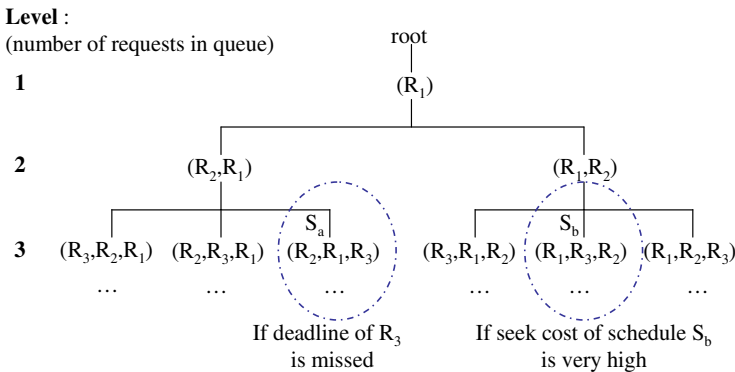 Level :
(number of requests in queue)
root
1
(R₁)
2
(R₂,R₁)
(R₁,R₂)
Sₐ
S_b
3
(R₃,R₂,R₁)
(R₂,R₃,R₁)
(R₂,R₁,R₃)
(R₃,R₁,R₂)
(R₁,R₃,R₂)
(R₁,R₂,R₃)
...
...
...
...
...
...
If deadline of R₃
is missed
If seek cost of schedule S_b
is very high